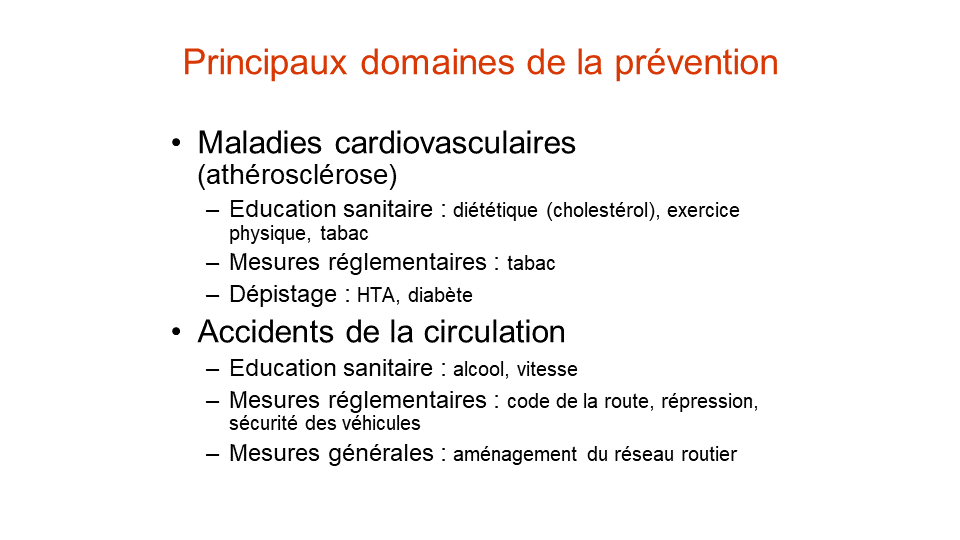 Principaux domaines de la prévention
• Maladies cardiovasculaires
(athérosclérose)
– Education sanitaire : diététique (cholestérol), exercice
physique, tabac
– Mesures réglementaires : tabac
– Dépistage : HTA, diabète
• Accidents de la circulation
– Education sanitaire : alcool, vitesse
– Mesures réglementaires : code de la route, répression,
sécurité des véhicules
– Mesures générales : aménagement du réseau routier